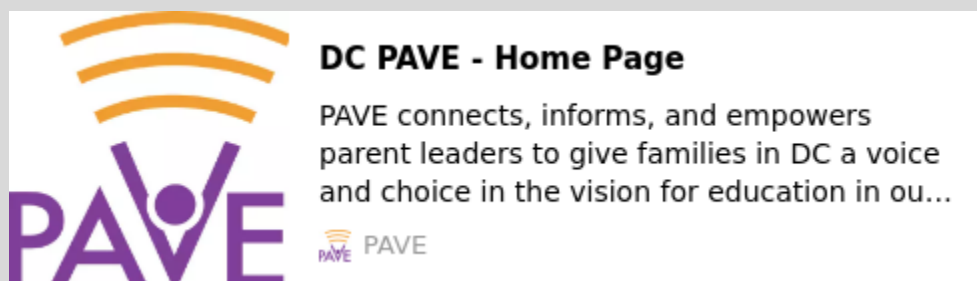 PAVE
DC PAVE - Home Page
PAVE connects, informs, and empowers
parent leaders to give families in DC a voice
and choice in the vision for education in ou...
PAVE PAVE